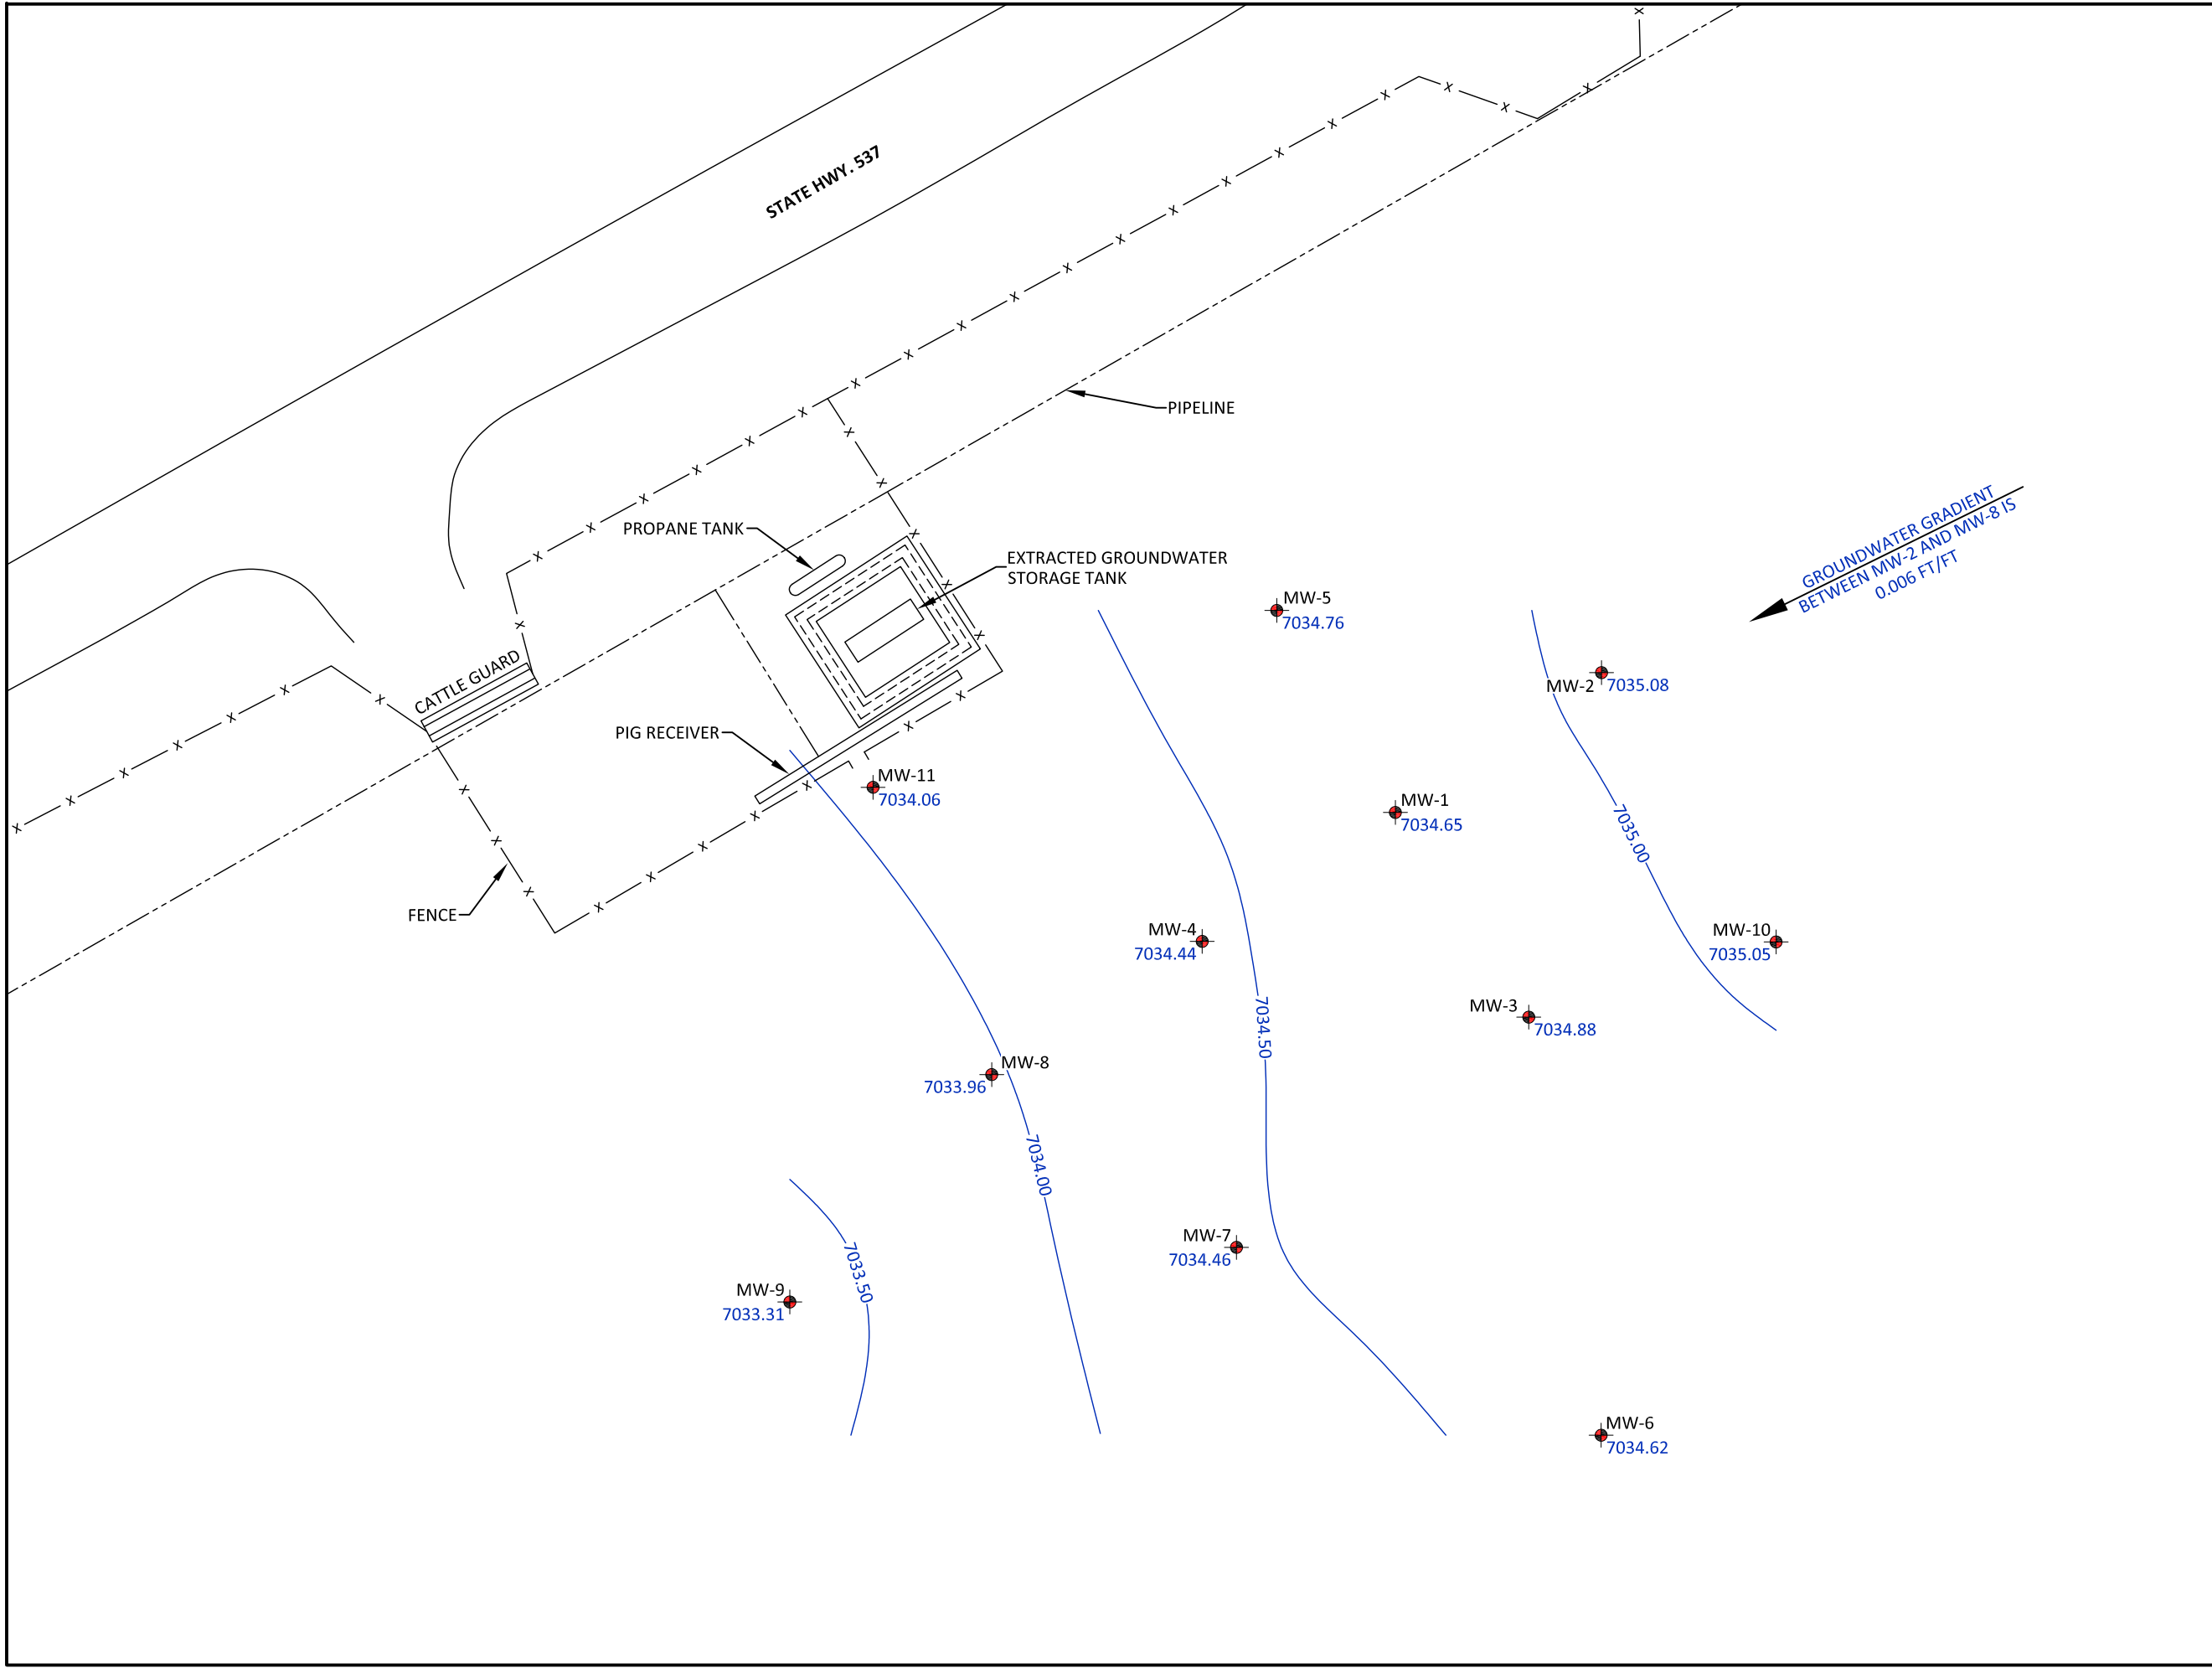 STATE HWY. 537
PIPELINE
PROPANE TANK
EXTRACTED GROUNDWATER
STORAGE TANK
GROUNDWATER GRADIENT
BETWEEN MW-2 AND MW-8 IS
0.006 FT/FT
MW-5
7034.76
CATTLE GUARD
MW-2
7035.08
PIG RECEIVER
MW-11
7034.06
MW-1
7034.65
7035.00
FENCE
MW-4
7034.44
MW-10
7035.05
MW-3
7034.88
7034.50
MW-8
7033.96
7034.00
MW-7
7034.46
7033.50
MW-9
7033.31
MW-6
7034.62